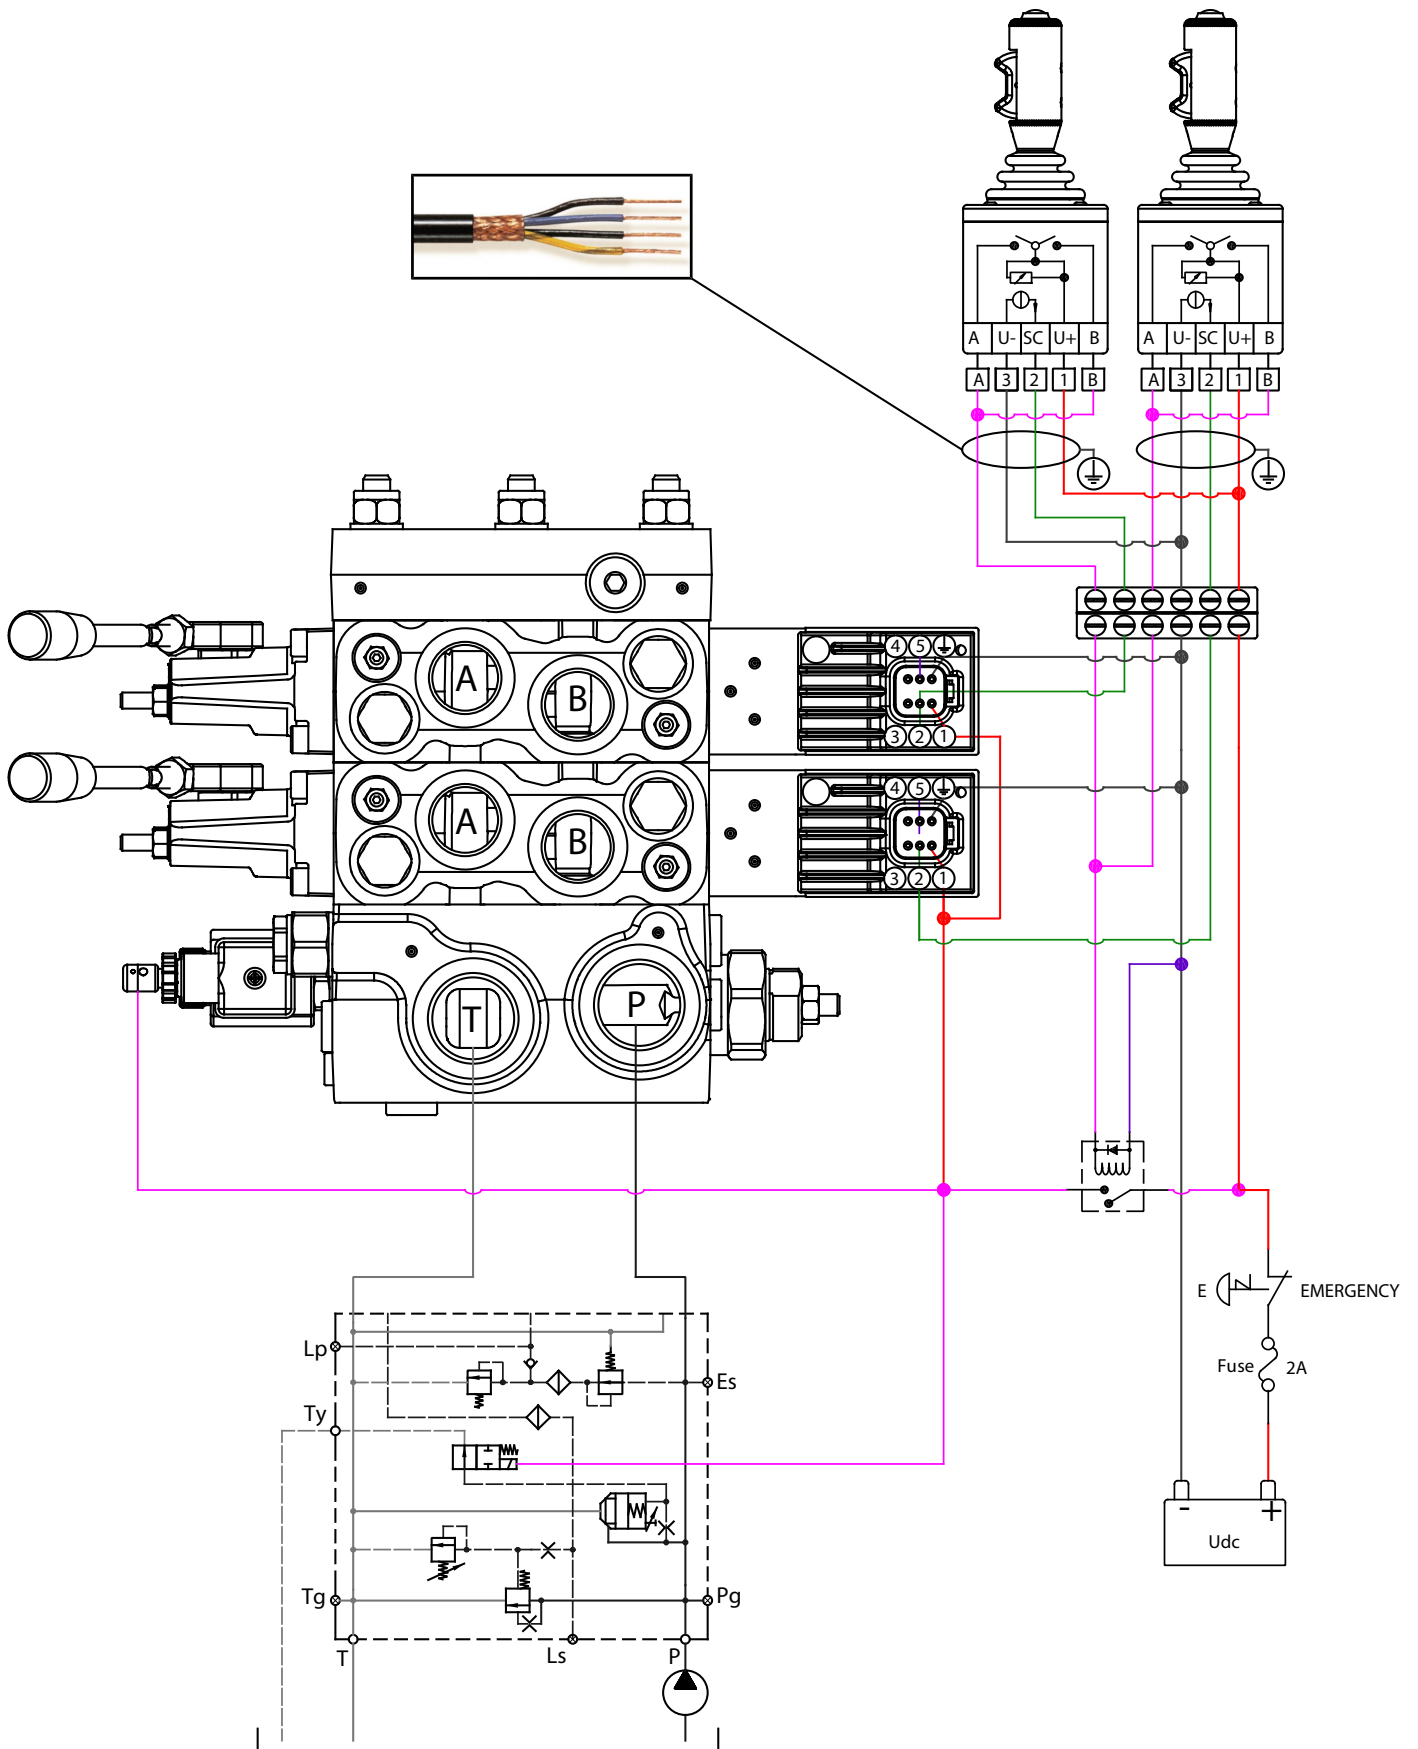 A U- SC U+ B
A U- SC U+ B
A 3 2 1 B
A 3 2 1 B
4 5
A B
3 2 1
4 5
A B
3 2 1
T P
E EMERGENCY
Lp
Fuse 2A
Es
Ty
- +
Udc
Tg Pg
T Ls P